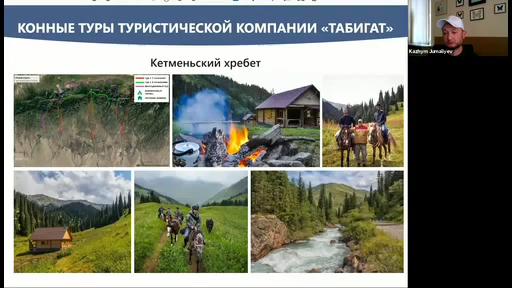 КОННЫЕ ТУРЫ ТУРИСТИЧЕСКОЙ КОМПАНИИ «ТАБИГАТ»
Кетменьский хребет
Kazhym Jumaliyev